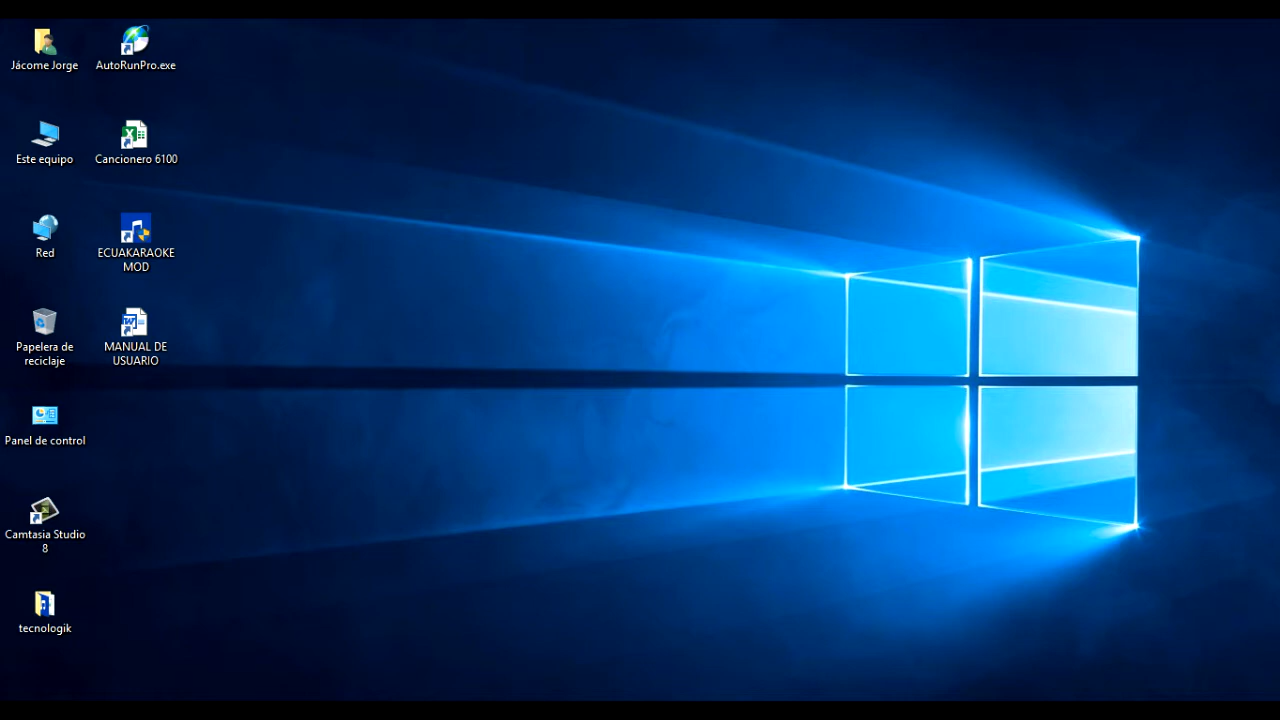 Jácome Jorge
AutoRunPro.exe
Este equipo
Cancionero 6100
Red
ECUAKARAOKE
MOD
Papelera de
reciclaje
MANUAL DE
USUARIO
Panel de control
Camtasia Studio
8
tecnologik